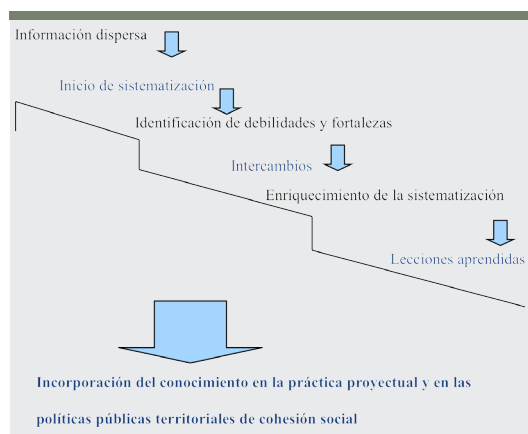 Información dispersa
Inicio de sistematización
Identificación de debilidades y fortalezas
Intercambios
Enriquecimiento de la sistematización
Lecciones aprendidas
Incorporación del conocimiento en la práctica proyectual y en las
políticas públicas territoriales de cohesión social